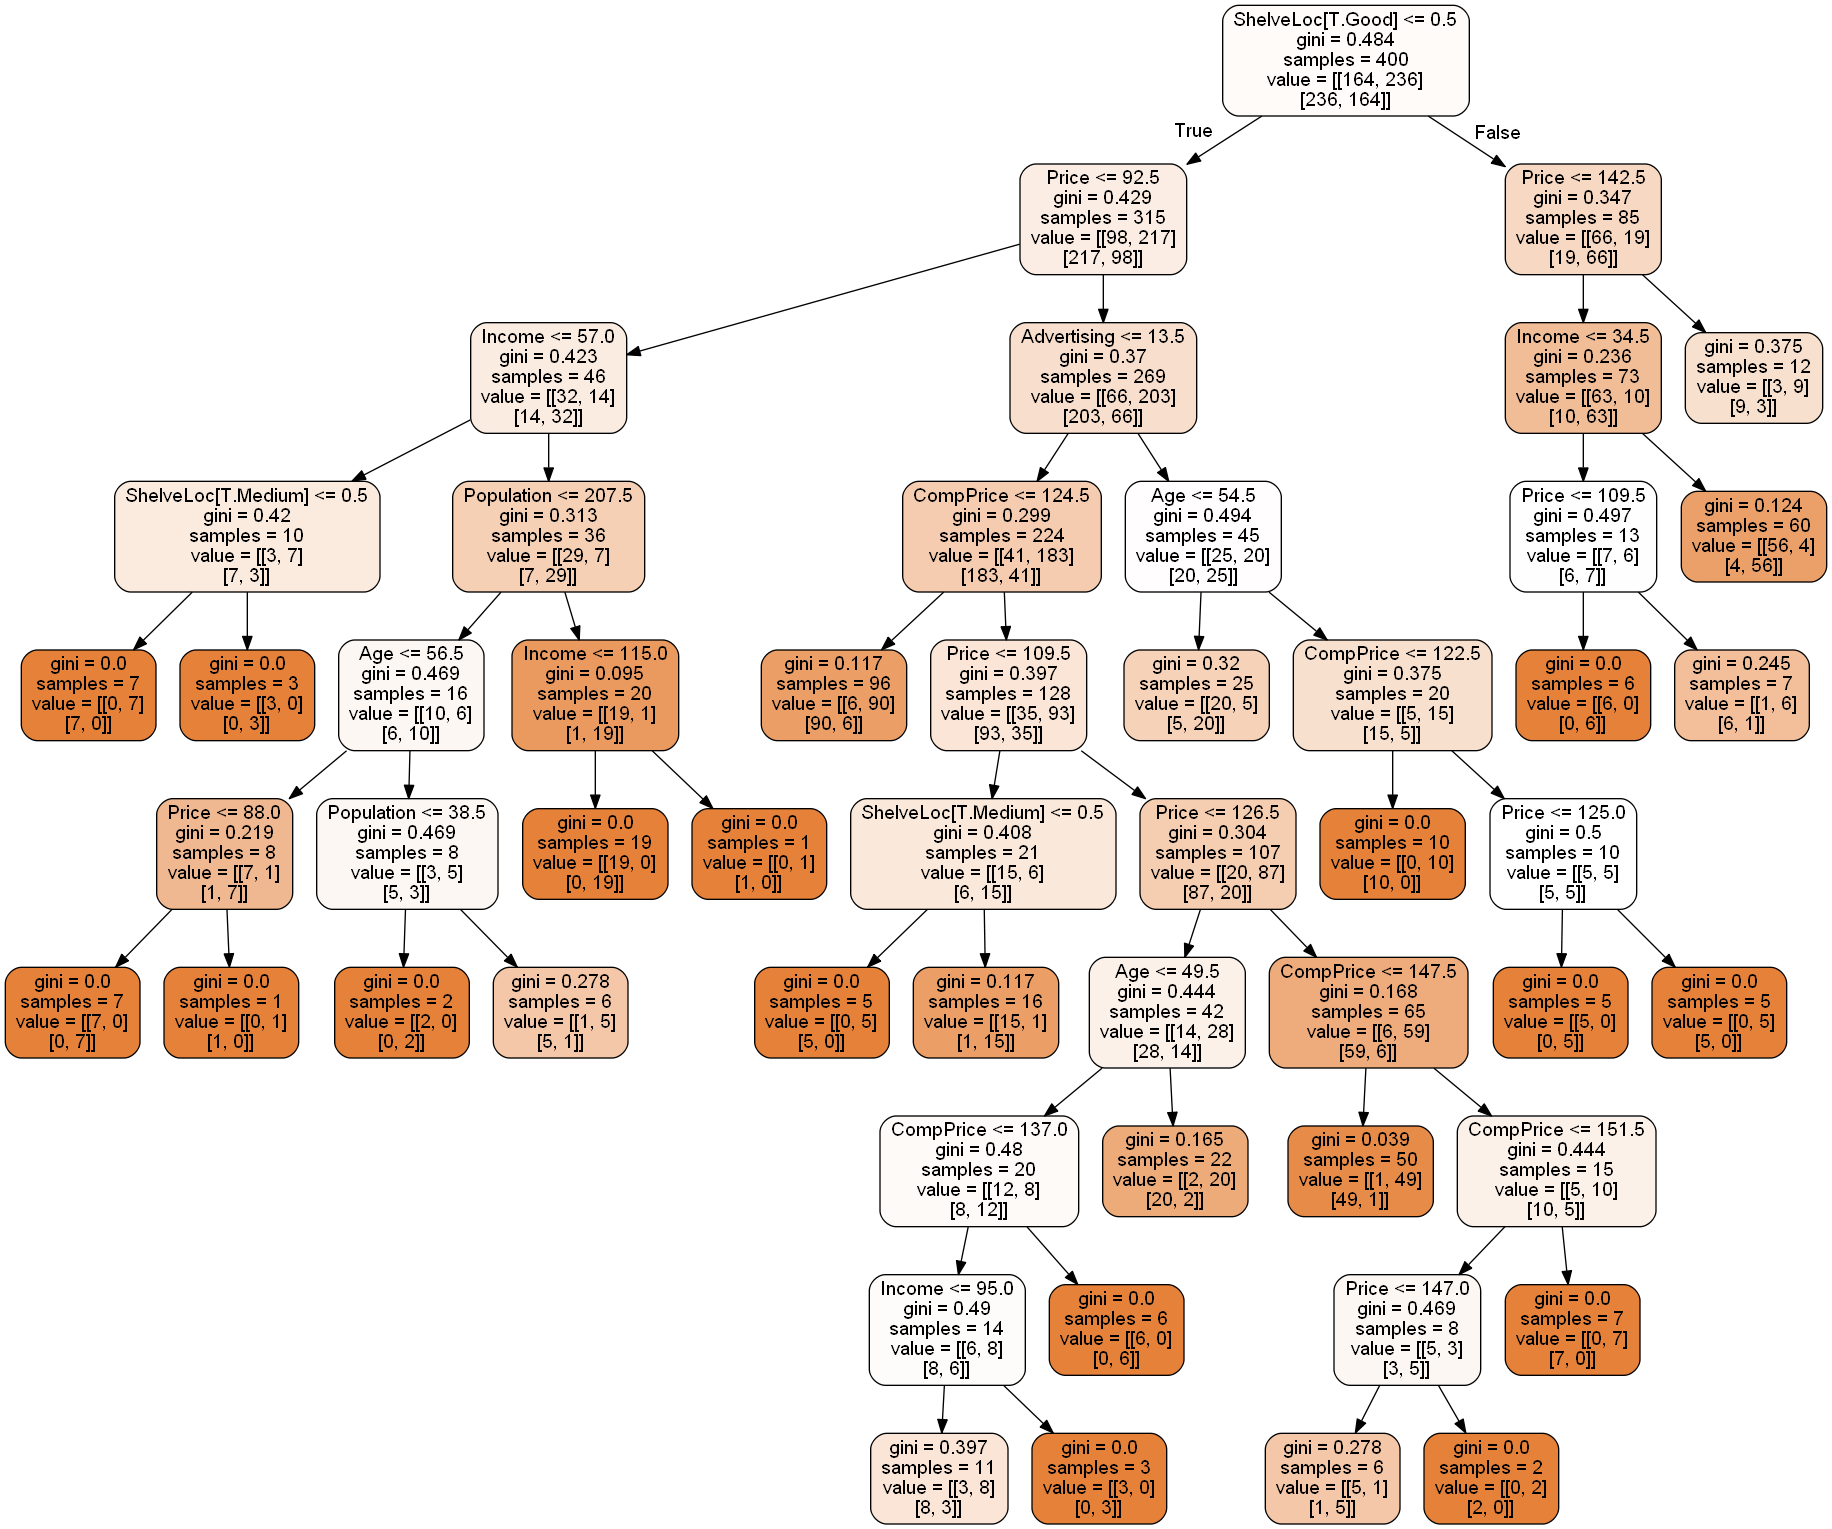 ShelveLoc[T.Good] <= 0.5
gini = 0.484
samples = 400
value = [[164, 236]
[236, 164]]
True
False
Price <= 92.5
gini = 0.429
samples = 315
value = [[98, 217]
[217, 98]]
Price <= 142.5
gini = 0.347
samples = 85
value = [[66, 19]
[19, 66]]
Income <= 57.0
gini = 0.423
samples = 46
value = [[32, 14]
[14, 32]]
Advertising <= 13.5
gini = 0.37
samples = 269
value = [[66, 203]
[203, 66]]
Income <= 34.5
gini = 0.236
samples = 73
value = [[63, 10]
[10, 63]]
gini = 0.375
samples = 12
value = [[3, 9]
[9, 3]]
ShelveLoc[T.Medium] <= 0.5
gini = 0.42
samples = 10
value = [[3, 7]
[7, 3]]
Population <= 207.5
gini = 0.313
samples = 36
value = [[29, 7]
[7, 29]]
CompPrice <= 124.5
gini = 0.299
samples = 224
value = [[41, 183]
[183, 41]]
Age <= 54.5
gini = 0.494
samples = 45
value = [[25, 20]
[20, 25]]
Price <= 109.5
gini = 0.497
samples = 13
value = [[7, 6]
[6, 7]]
gini = 0.124
samples = 60
value = [[56, 4]
[4, 56]]
gini = 0.0
samples = 7
value = [[0, 7]
[7, 0]]
gini = 0.0
samples = 3
value = [[3, 0]
[0, 3]]
Age <= 56.5
gini = 0.469
samples = 16
value = [[10, 6]
[6, 10]]
Income <= 115.0
gini = 0.095
samples = 20
value = [[19, 1]
[1, 19]]
gini = 0.117
samples = 96
value = [[6, 90]
[90, 6]]
Price <= 109.5
gini = 0.397
samples = 128
value = [[35, 93]
[93, 35]]
gini = 0.32
samples = 25
value = [[20, 5]
[5, 20]]
CompPrice <= 122.5
gini = 0.375
samples = 20
value = [[5, 15]
[15, 5]]
gini = 0.0
samples = 6
value = [[6, 0]
[0, 6]]
gini = 0.245
samples = 7
value = [[1, 6]
[6, 1]]
Price <= 88.0
gini = 0.219
samples = 8
value = [[7, 1]
[1, 7]]
Population <= 38.5
gini = 0.469
samples = 8
value = [[3, 5]
[5, 3]]
gini = 0.0
samples = 19
value = [[19, 0]
[0, 19]]
gini = 0.0
samples = 1
value = [[0, 1]
[1, 0]]
ShelveLoc[T.Medium] <= 0.5
gini = 0.408
samples = 21
value = [[15, 6]
[6, 15]]
Price <= 126.5
gini = 0.304
samples = 107
value = [[20, 87]
[87, 20]]
gini = 0.0
samples = 10
value = [[0, 10]
[10, 0]]
Price <= 125.0
gini = 0.5
samples = 10
value = [[5, 5]
[5, 5]]
gini = 0.0
samples = 7
value = [[7, 0]
[0, 7]]
gini = 0.0
samples = 1
value = [[0, 1]
[1, 0]]
gini = 0.0
samples = 2
value = [[2, 0]
[0, 2]]
gini = 0.278
samples = 6
value = [[1, 5]
[5, 1]]
gini = 0.0
samples = 5
value = [[0, 5]
[5, 0]]
gini = 0.117
samples = 16
value = [[15, 1]
[1, 15]]
Age <= 49.5
gini = 0.444
samples = 42
value = [[14, 28]
[28, 14]]
CompPrice <= 147.5
gini = 0.168
samples = 65
value = [[6, 59]
[59, 6]]
gini = 0.0
samples = 5
value = [[5, 0]
[0, 5]]
gini = 0.0
samples = 5
value = [[0, 5]
[5, 0]]
CompPrice <= 137.0
gini = 0.48
samples = 20
value = [[12, 8]
[8, 12]]
gini = 0.165
samples = 22
value = [[2, 20]
[20, 2]]
gini = 0.039
samples = 50
value = [[1, 49]
[49, 1]]
CompPrice <= 151.5
gini = 0.444
samples = 15
value = [[5, 10]
[10, 5]]
Income <= 95.0
gini = 0.49
samples = 14
value = [[6, 8]
[8, 6]]
gini = 0.0
samples = 6
value = [[6, 0]
[0, 6]]
Price <= 147.0
gini = 0.469
samples = 8
value = [[5, 3]
[3, 5]]
gini = 0.0
samples = 7
value = [[0, 7]
[7, 0]]
gini = 0.397
samples = 11
value = [[3, 8]
[8, 3]]
gini = 0.0
samples = 3
value = [[3, 0]
[0, 3]]
gini = 0.278
samples = 6
value = [[5, 1]
[1, 5]]
gini = 0.0
samples = 2
value = [[0, 2]
[2, 0]]